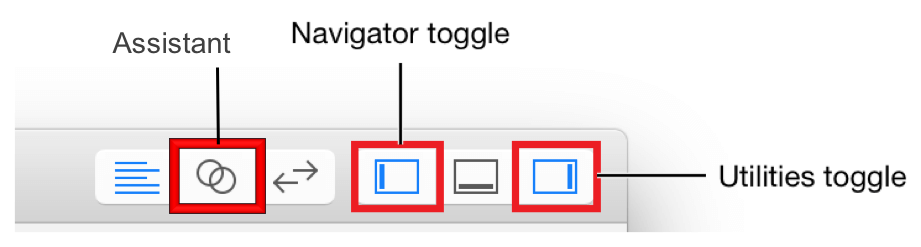 Assistant
Navigator toggle
Utilities toggle